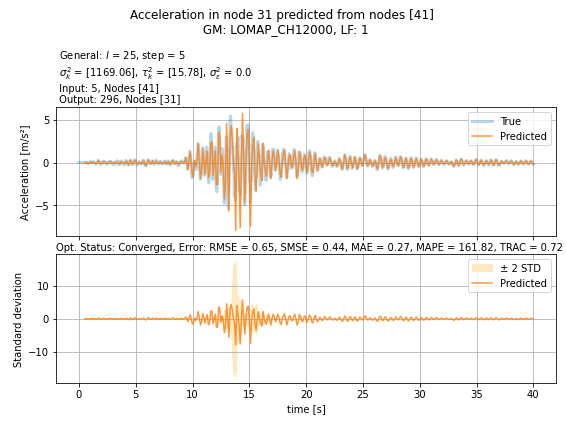 Acceleration in node 31 predicted from nodes [41]
GM: LOMAP_CH12000, LF: 1
General: l = 25, step = 5
σ²ₖ = [1169.06], τ²ₖ = [15.78], σ²ₑ = 0.0
Input: 5, Nodes [41]
Output: 296, Nodes [31]
Acceleration [m/s²]
5
0
−5
True
Predicted
Opt. Status: Converged, Error: RMSE = 0.65, SMSE = 0.44, MAE = 0.27, MAPE = 161.82, TRAC = 0.72
Standard deviation
10
0
−10
± 2 STD
Predicted
0 5 10 15 20 25 30 35 40
time [s]